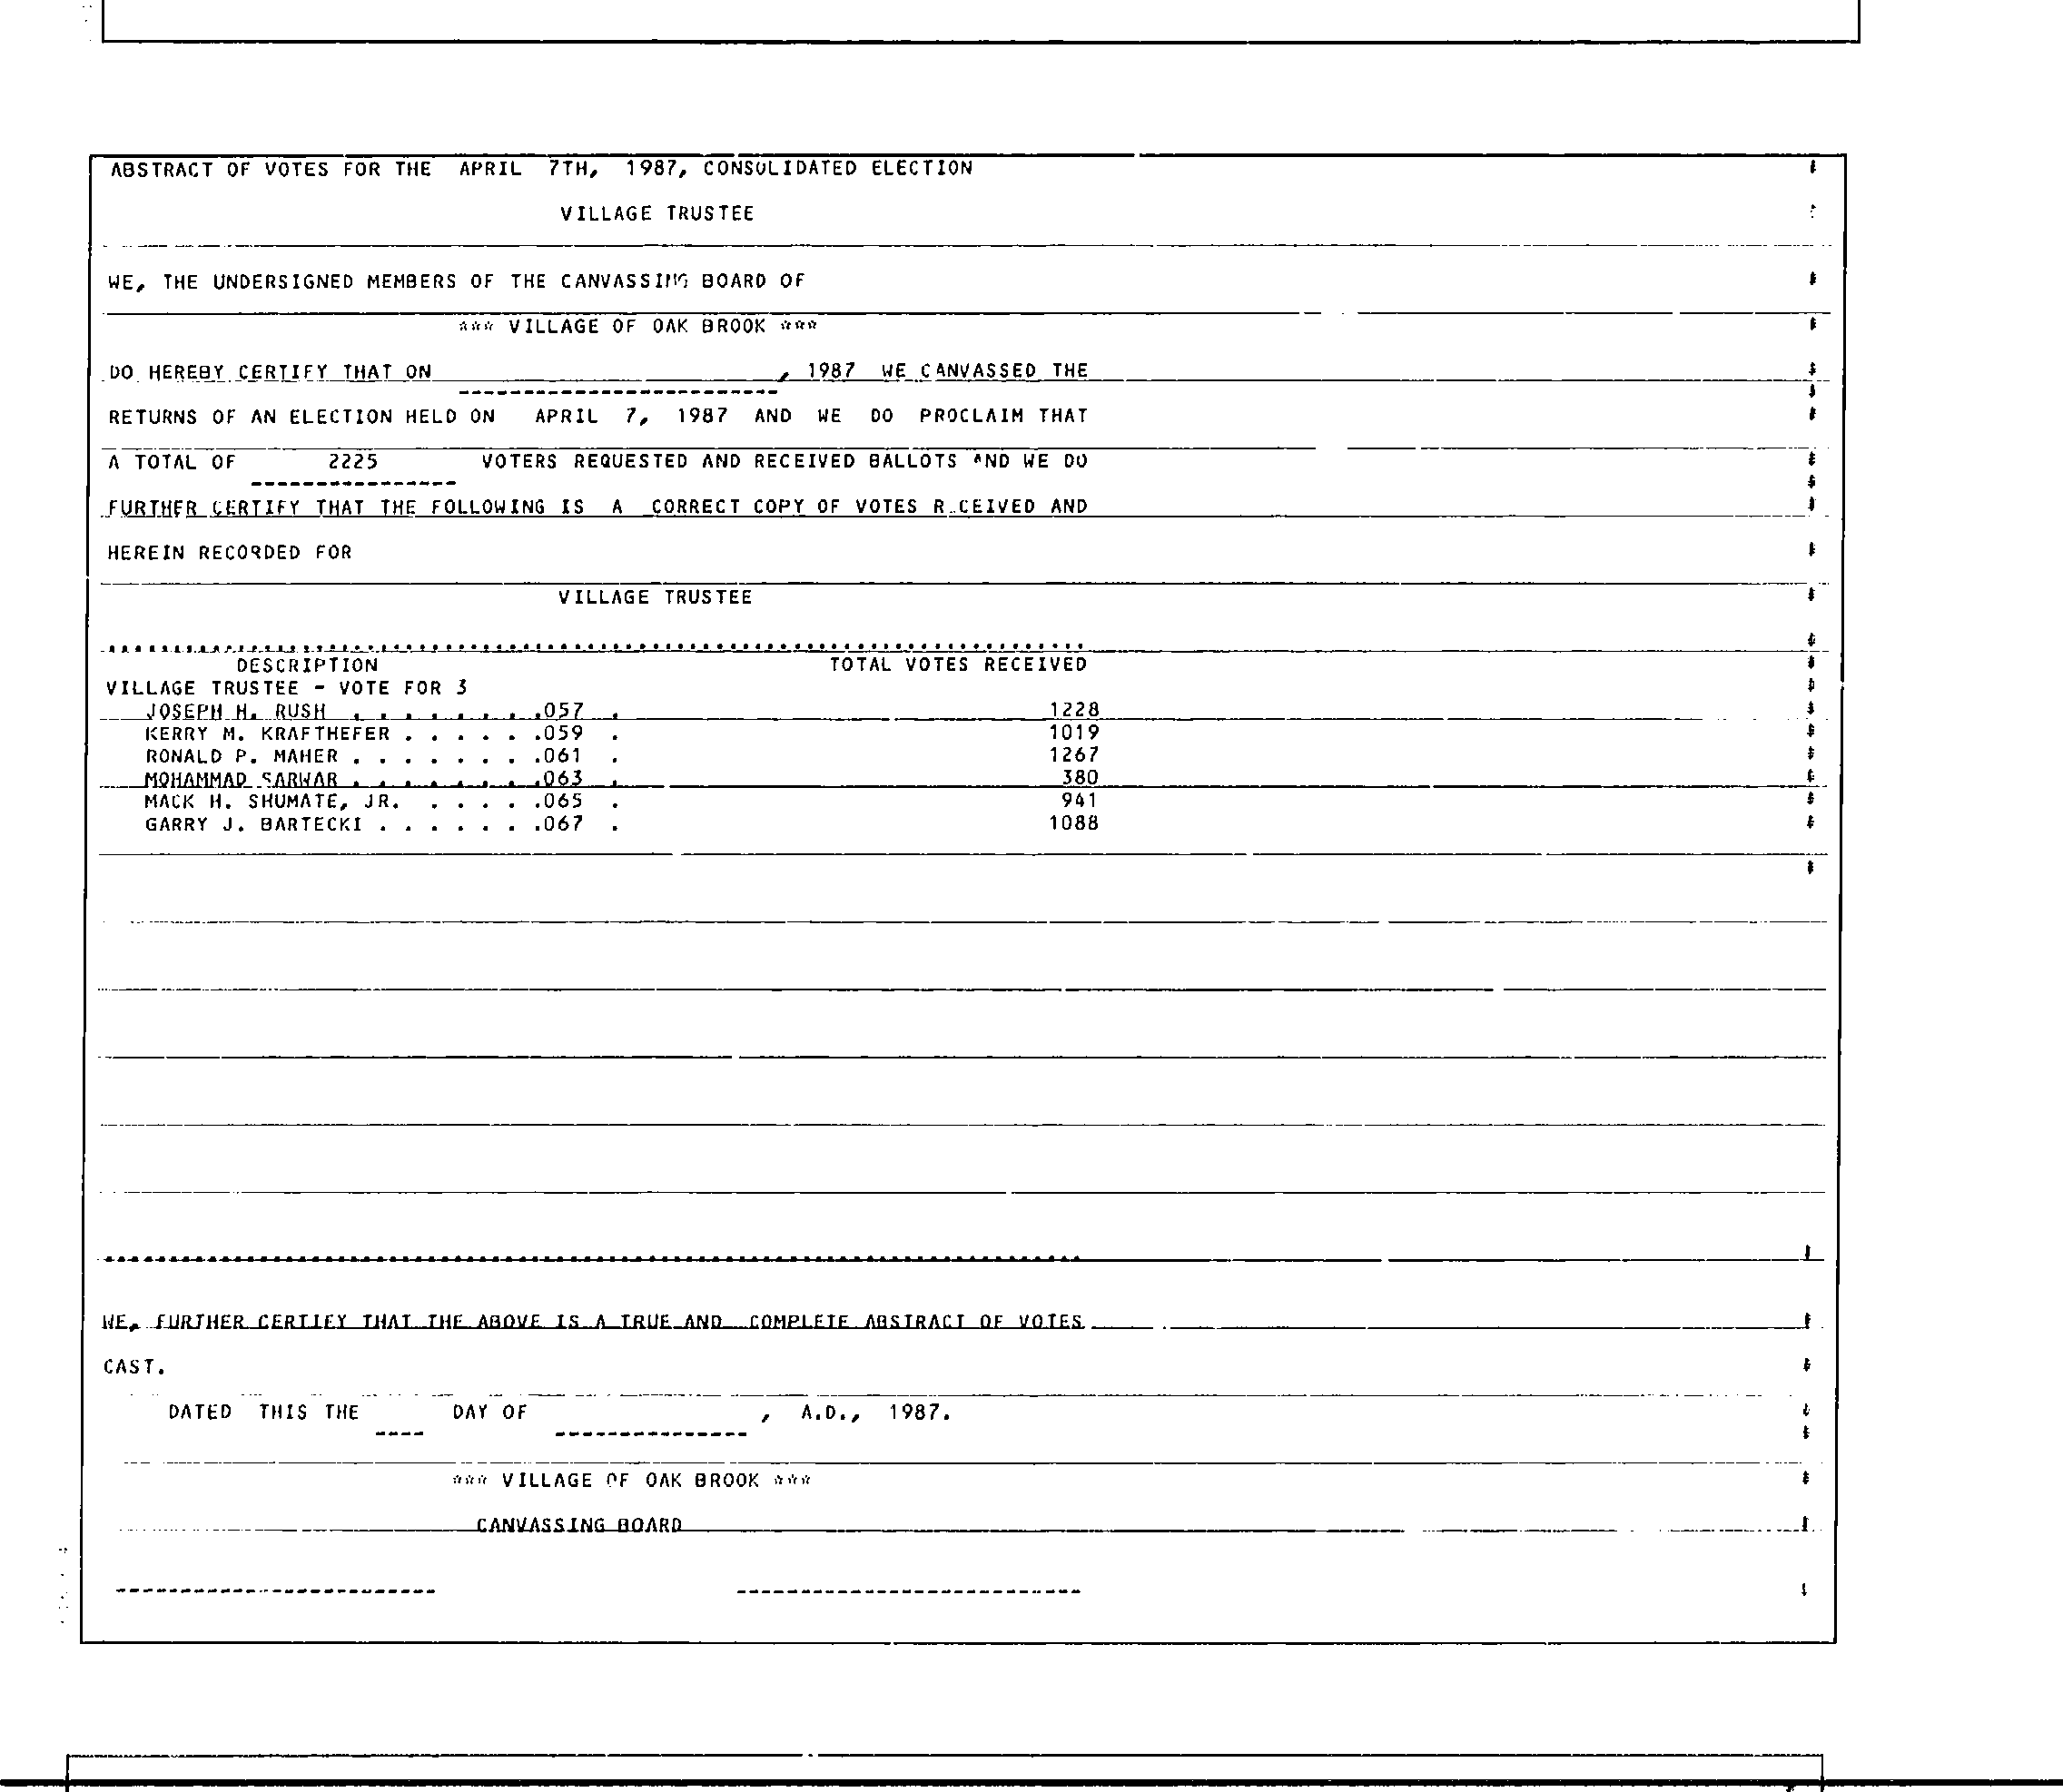 ABSTRACT OF VOTES FOR THE APRIL 7TH, 1987, CONSOLIDATED ELECTION
VILLAGE TRUSTEE
WE, THE UNDERSIGNED MEMBERS OF THE CANVASSING BOARD OF
*** VILLAGE OF OAK BROOK ***
DO HEREBY CERTIFY THAT ON , 1987 WE CANVASSED THE
RETURNS OF AN ELECTION HELD ON APRIL 7, 1987 AND WE DO PROCLAIM THAT
A TOTAL OF 2225 VOTERS REQUESTED AND RECEIVED BALLOTS AND WE DO
FURTHER CERTIFY THAT THE FOLLOWING IS A CORRECT COPY OF VOTES R CEIVED AND
HEREIN RECORDED FOR
VILLAGE TRUSTEE
DESCRIPTION TOTAL VOTES RECEIVED
VILLAGE TRUSTEE - VOTE FOR 3
JOSEPH H. RUSH . . . . . . . .057 . 1228
KERRY M. KRAFTHEFER . . . . . .059 . 1019
RONALD P. MAHER . . . . . . . .061 . 1267
MOHAMMAD SARWAR . . . . . . . .063 . 380
MACK H. SHUMATE, JR. . . . . .065 . 941
GARRY J. BARTECKI . . . . . . .067 . 1088
WE, FURTHER CERTIFY THAT THE ABOVE IS A TRUE AND COMPLETE ABSTRACT OF VOTES
CAST.
DATED THIS THE ---- DAY OF --------------- , A.D., 1987.
*** VILLAGE OF OAK BROOK ***
CANVASSING BOARD